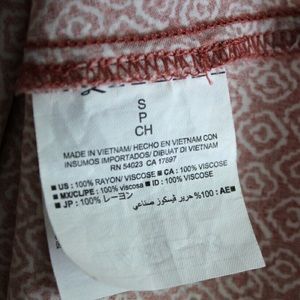 S
P
CH
MADE IN VIETNAM/ HECHO EN VIETNAM CON
INSUMOS IMPORTADOS/ DIBUAT DI VIETNAM
RN 54023 CA 17897
■ US : 100% RAYON/ VISCOSE ■ CA : 100% VISCOSE
■ MX/CL/PE : 100% viscosa ■ ID : 100% VISCOSE
■ JP : 100% レーヨン ■ AE : 100% حرير فيسكوز صناعي